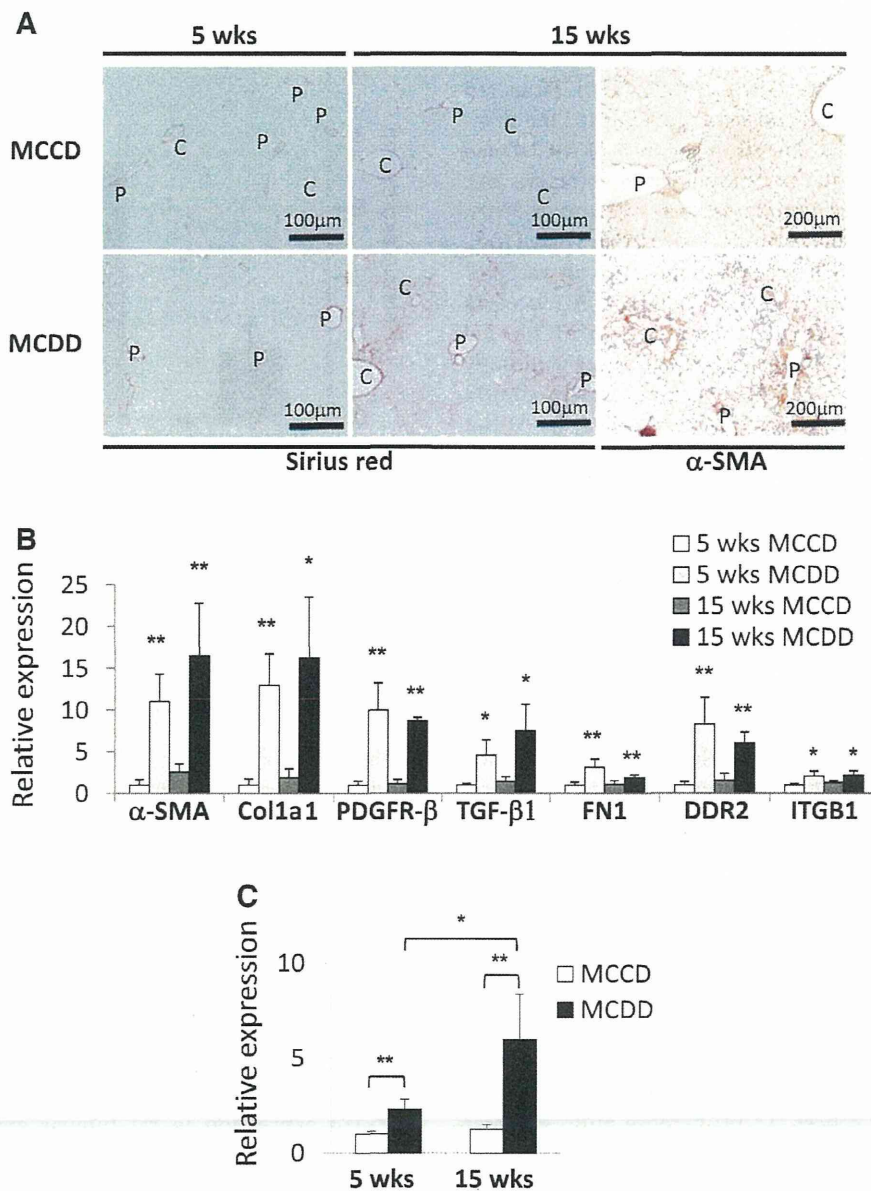 A
5 wks 15 wks
MCCD
P
P
C
P
P
C
100μm
P
C
C
C
100μm
C
P
200μm
MCDD
P
P
P
100μm
C
P
C
P
100μm
C
C
P
P
200μm
Sirius red α-SMA
B
Relative expression
25
20
15
10
5
0
** ** ** * ** ** * * ** ** ** ** * *
α-SMA Col1a1 PDGFR-β TGF-β1 FN1 DDR2 ITGB1
5 wks MCCD
5 wks MCDD
15 wks MCCD
15 wks MCDD
C
Relative expression
10
5
0
*
**
**
MCCD
MCDD
5 wks 15 wks